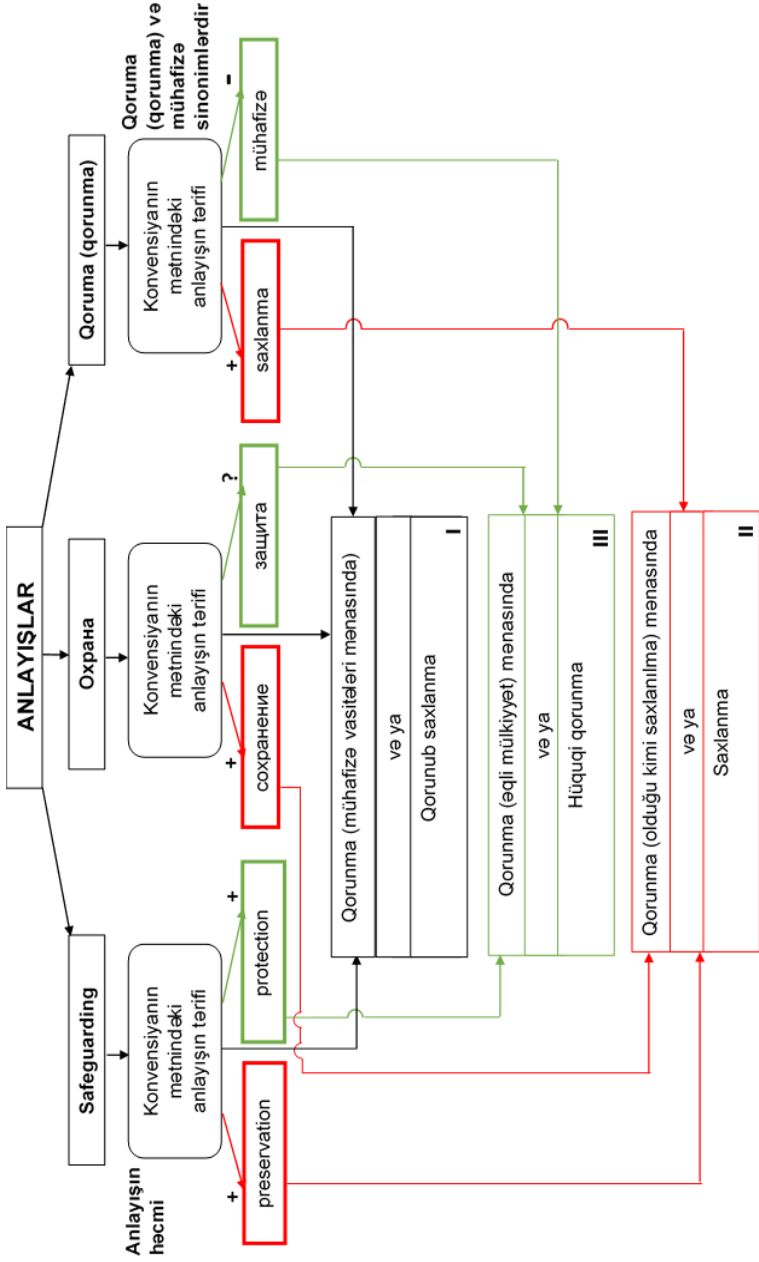 ANLAYIŞLAR
Safeguarding
Охрана
Qoruma (qorunma)
Anlayışın
həcmi
Konvensiyanın
mətnindəki
anlayışın tərifi
Konvensiyanın
mətnindəki
anlayışın tərifi
Konvensiyanın
mətnindəki
anlayışın tərifi
Qoruma
(qorunma) və
mühafizə
sinonimlərdir
+
+
+
?
+
-
preservation
protection
сохранение
защита
saxlanma
mühafizə
Qorunma (mühafizə vasitələri mənasında)
və ya
Qorunub saxlanma
I
Qorunma (əqli mülkiyyət) mənasında
və ya
Hüquqi qorunma
III
Qorunma (olduğu kimi saxlanılma) mənasında
və ya
Saxlanma
II